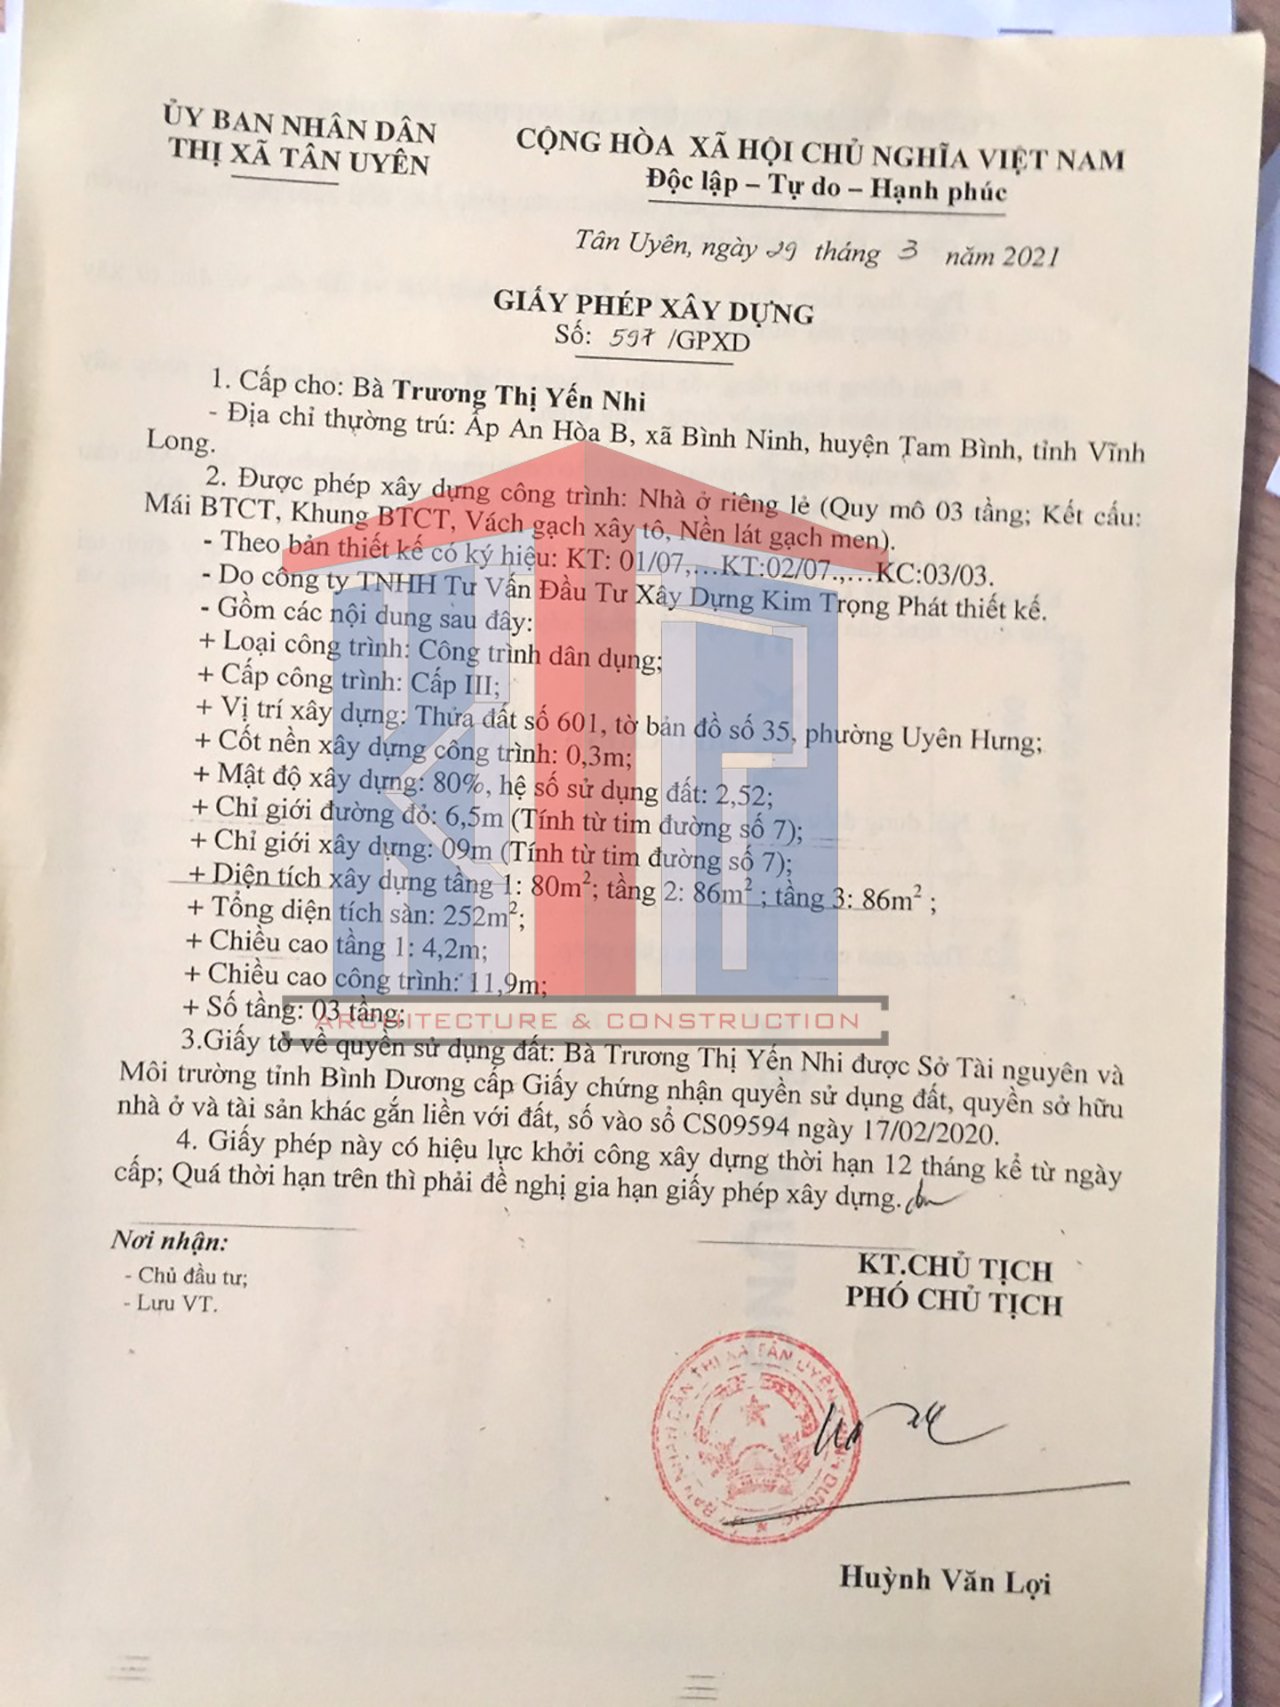 ỦY BAN NHÂN DÂN
THỊ XÃ TÂN UYÊN
CỘNG HÒA XÃ HỘI CHỦ NGHĨA VIỆT NAM
Độc lập – Tự do – Hạnh phúc
Tân Uyên, ngày 29 tháng 3 năm 2021
GIẤY PHÉP XÂY DỰNG
Số: 597 /GPXD
1. Cấp cho: Bà Trương Thị Yến Nhi
- Địa chỉ thường trú: Ấp An Hòa B, xã Bình Ninh, huyện Tam Bình, tỉnh Vĩnh
Long.
2. Được phép xây dựng công trình: Nhà ở riêng lẻ (Quy mô 03 tầng; Kết cấu:
Mái BTCT, Khung BTCT, Vách gạch xây tô, Nền lát gạch men).
- Theo bản thiết kế có ký hiệu: KT: 01/07,…KT:02/07.,…KC:03/03.
- Do công ty TNHH Tư Vấn Đầu Tư Xây Dựng Kim Trọng Phát thiết kế.
- Gồm các nội dung sau đây:
+ Loại công trình: Công trình dân dụng;
+ Cấp công trình: Cấp III;
+ Vị trí xây dựng: Thửa đất số 601, tờ bản đồ số 35, phường Uyên Hưng;
+ Cốt nền xây dựng công trình: 0,3m;
+ Mật độ xây dựng: 80%, hệ số sử dụng đất: 2,52;
+ Chỉ giới đường đỏ: 6,5m (Tính từ tim đường số 7);
+ Chỉ giới xây dựng: 09m (Tính từ tim đường số 7);
+ Diện tích xây dựng tầng 1: 80m²; tầng 2: 86m² ; tầng 3: 86m² ;
+ Tổng diện tích sàn: 252m²;
+ Chiều cao tầng 1: 4,2m;
+ Chiều cao công trình: 11,9m;
+ Số tầng: 03 tầng;
ARCHITECTURE & CONSTRUCTION
3.Giấy tờ về quyền sử dụng đất: Bà Trương Thị Yến Nhi được Sở Tài nguyên và
Môi trường tỉnh Bình Dương cấp Giấy chứng nhận quyền sử dụng đất, quyền sở hữu
nhà ở và tài sản khác gắn liền với đất, số vào sổ CS09594 ngày 17/02/2020.
4. Giấy phép này có hiệu lực khởi công xây dựng thời hạn 12 tháng kể từ ngày
cấp; Quá thời hạn trên thì phải đề nghị gia hạn giấy phép xây dựng.
Nơi nhận:
- Chủ đầu tư;
- Lưu VT.
KT.CHỦ TỊCH
PHÓ CHỦ TỊCH
Huỳnh Văn Lợi